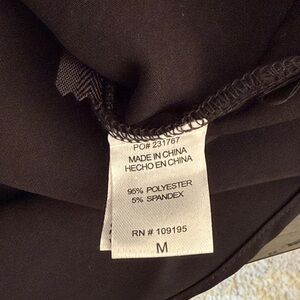 PO# 231767
MADE IN CHINA
HECHO EN CHINA
95% POLYESTER
5% SPANDEX
RN # 109195
M